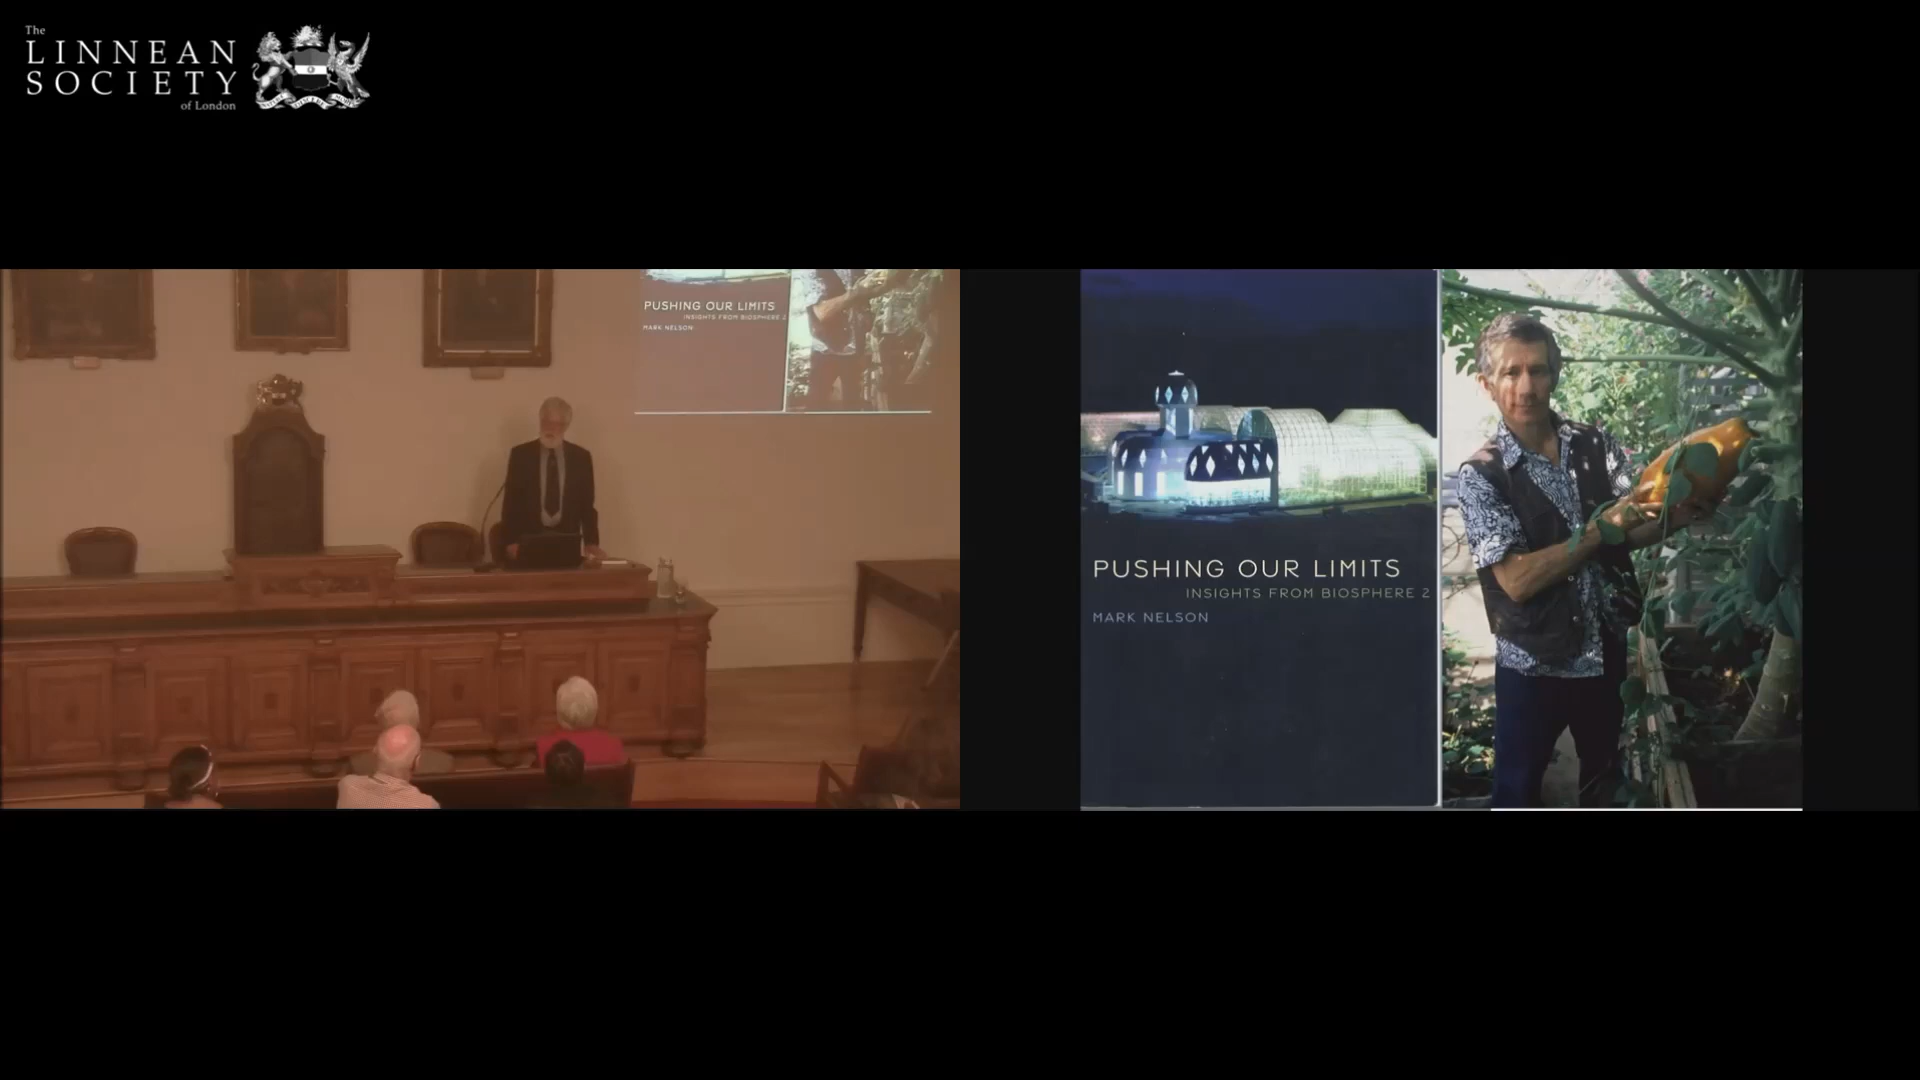 The
LINNEAN
SOCIETY
of London
PUSHING OUR LIMITS
INSIGHTS FROM BIOSPHERE 2
MARK NELSON
PUSHING OUR LIMITS
INSIGHTS FROM BIOSPHERE 2
MARK NELSON